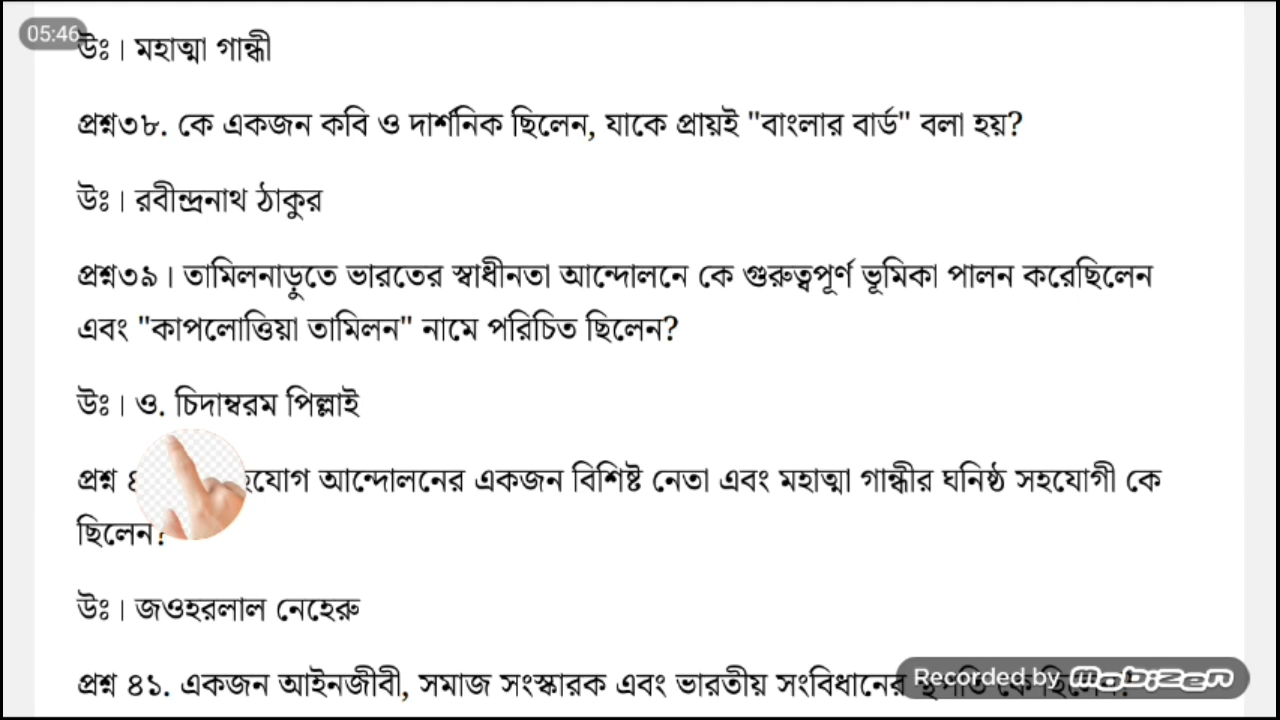 05:46
উঃ। মহাত্মা গান্ধী
প্রশ্ন৩৮. কে একজন কবি ও দার্শনিক ছিলেন, যাকে প্রায়ই "বাংলার বার্ড" বলা হয়?
উঃ। রবীন্দ্রনাথ ঠাকুর
প্রশ্ন৩৯। তামিলনাড়ুতে ভারতের স্বাধীনতা আন্দোলনে কে গুরুত্বপূর্ণ ভূমিকা পালন করেছিলেন
এবং "কাপলোত্তিয়া তামিলন" নামে পরিচিত ছিলেন?
উঃ। ও. চিদাম্বরম পিল্লাই
প্রশ্ন আন্দোলনের একজন বিশিষ্ট নেতা এবং মহাত্মা গান্ধীর ঘনিষ্ঠ সহযোগী কে
ছিলেন?
উঃ। জওহরলাল নেহেরু
প্রশ্ন ৪১. একজন আইনজীবী, সমাজ সংস্কারক এবং ভারতীয় সংবিধানের
Recorded by mobizen